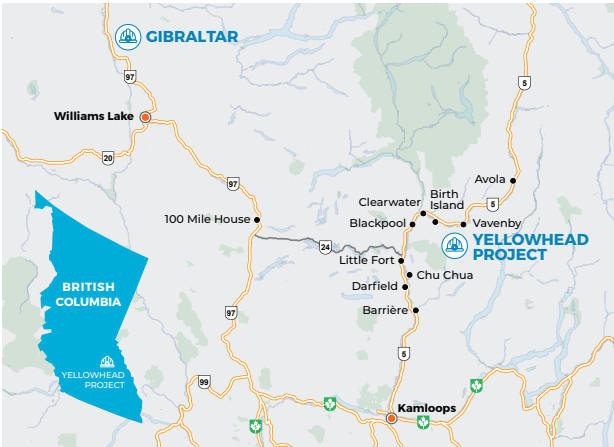 GIBRALTAR
97
5
Williams Lake
20
97
Avola
Clearwater
Birth
Island
5
100 Mile House
Blackpool
Vavenby
YELLOWHEAD
PROJECT
24
Little Fort
Chu Chua
BRITISH
COLUMBIA
Darfield
97
Barrière
5
YELLOWHEAD
PROJECT
99
Kamloops